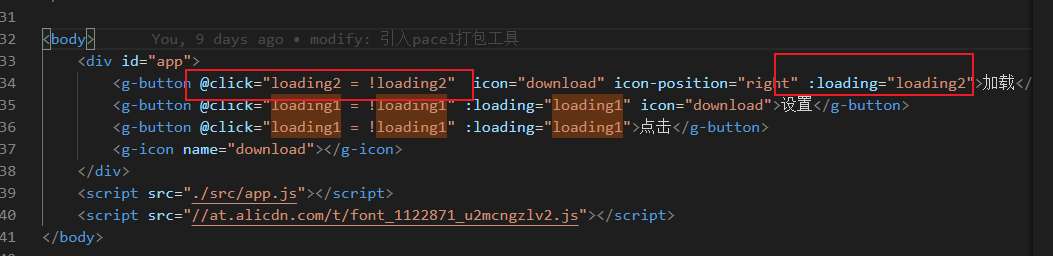 31
32 <body> You, 9 days ago • modify: 引入pacel打包工具
33 <div id="app">
34 <g-button @click="loading2 = !loading2" icon="download" icon-position="right" :loading="loading2">加载</
35 <g-button @click="loading1 = !loading1" :loading="loading1" icon="download">设置</g-button>
36 <g-button @click="loading1 = !loading1" :loading="loading1">点击</g-button>
37 <g-icon name="download"></g-icon>
38 </div>
39 <script src="./src/app.js"></script>
40 <script src="//at.alicdn.com/t/font_1122871_u2mcngzlv2.js"></script>
41 </body>